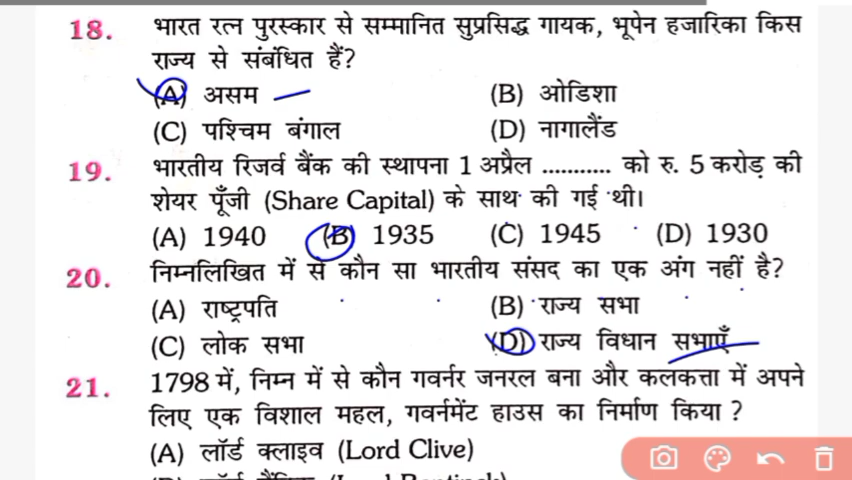 18. भारत रत्न पुरस्कार से सम्मानित सुप्रसिद्ध गायक, भूपेन हजारिका किस
राज्य से संबंधित हैं?
(A) असम (B) ओडिशा
(C) पश्चिम बंगाल (D) नागालैंड
19. भारतीय रिजर्व बैंक की स्थापना 1 अप्रैल ........... को रु. 5 करोड़ की
शेयर पूँजी (Share Capital) के साथ की गई थी।
(A) 1940 (B) 1935 (C) 1945 (D) 1930
20. निम्नलिखित में से कौन सा भारतीय संसद का एक अंग नहीं है?
(A) राष्ट्रपति (B) राज्य सभा
(C) लोक सभा (D) राज्य विधान सभाएँ
21. 1798 में, निम्न में से कौन गवर्नर जनरल बना और कलकत्ता में अपने
लिए एक विशाल महल, गवर्नमेंट हाउस का निर्माण किया ?
(A) लॉर्ड क्लाइव (Lord Clive)